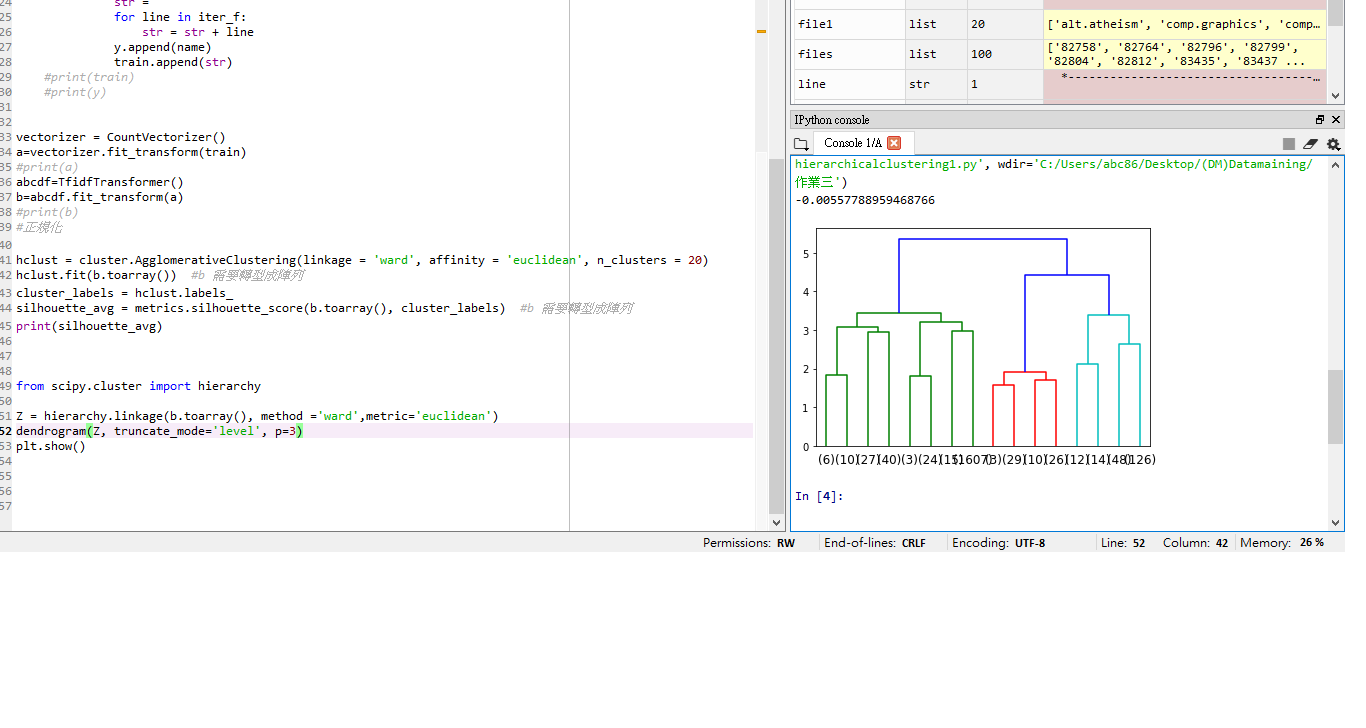 24 str =
25 for line in iter_f:
26 str = str + line
27 y.append(name)
28 train.append(str)
29 #print(train)
30 #print(y)
31
32
33 vectorizer = CountVectorizer()
34 a=vectorizer.fit_transform(train)
35 #print(a)
36 abcdf=TfidfTransformer()
37 b=abcdf.fit_transform(a)
38 #print(b)
39 #正規化
40
41 hclust = cluster.AgglomerativeClustering(linkage = 'ward', affinity = 'euclidean', n_clusters = 20)
42 hclust.fit(b.toarray()) #b 需要轉型成陣列
43 cluster_labels = hclust.labels_
44 silhouette_avg = metrics.silhouette_score(b.toarray(), cluster_labels) #b 需要轉型成陣列
45 print(silhouette_avg)
46
47
48
49 from scipy.cluster import hierarchy
50
51 Z = hierarchy.linkage(b.toarray(), method ='ward',metric='euclidean')
52 dendrogram(Z, truncate_mode='level', p=3)
53 plt.show()
54
55
56
57
file1 list 20 ['alt.atheism', 'comp.graphics', 'comp…
files list 100 ['82758', '82764', '82796', '82799',
'82804', '82812', '83435', '83437 ...
line str 1 *-----------------------------------…
IPython console
Console 1/A
hierarchicalclustering1.py', wdir='C:/Users/abc86/Desktop/(DM)Datamaining/
作業三')
-0.00557788959468766
5
4
3
2
1
0
(6)(10)(27)(40)(3)(24)(15) (3)(29)(10)(26)(12)(14)(48)(126)
In [4]:
Permissions: RW End-of-lines: CRLF Encoding: UTF-8 Line: 52 Column: 42 Memory: 26 %